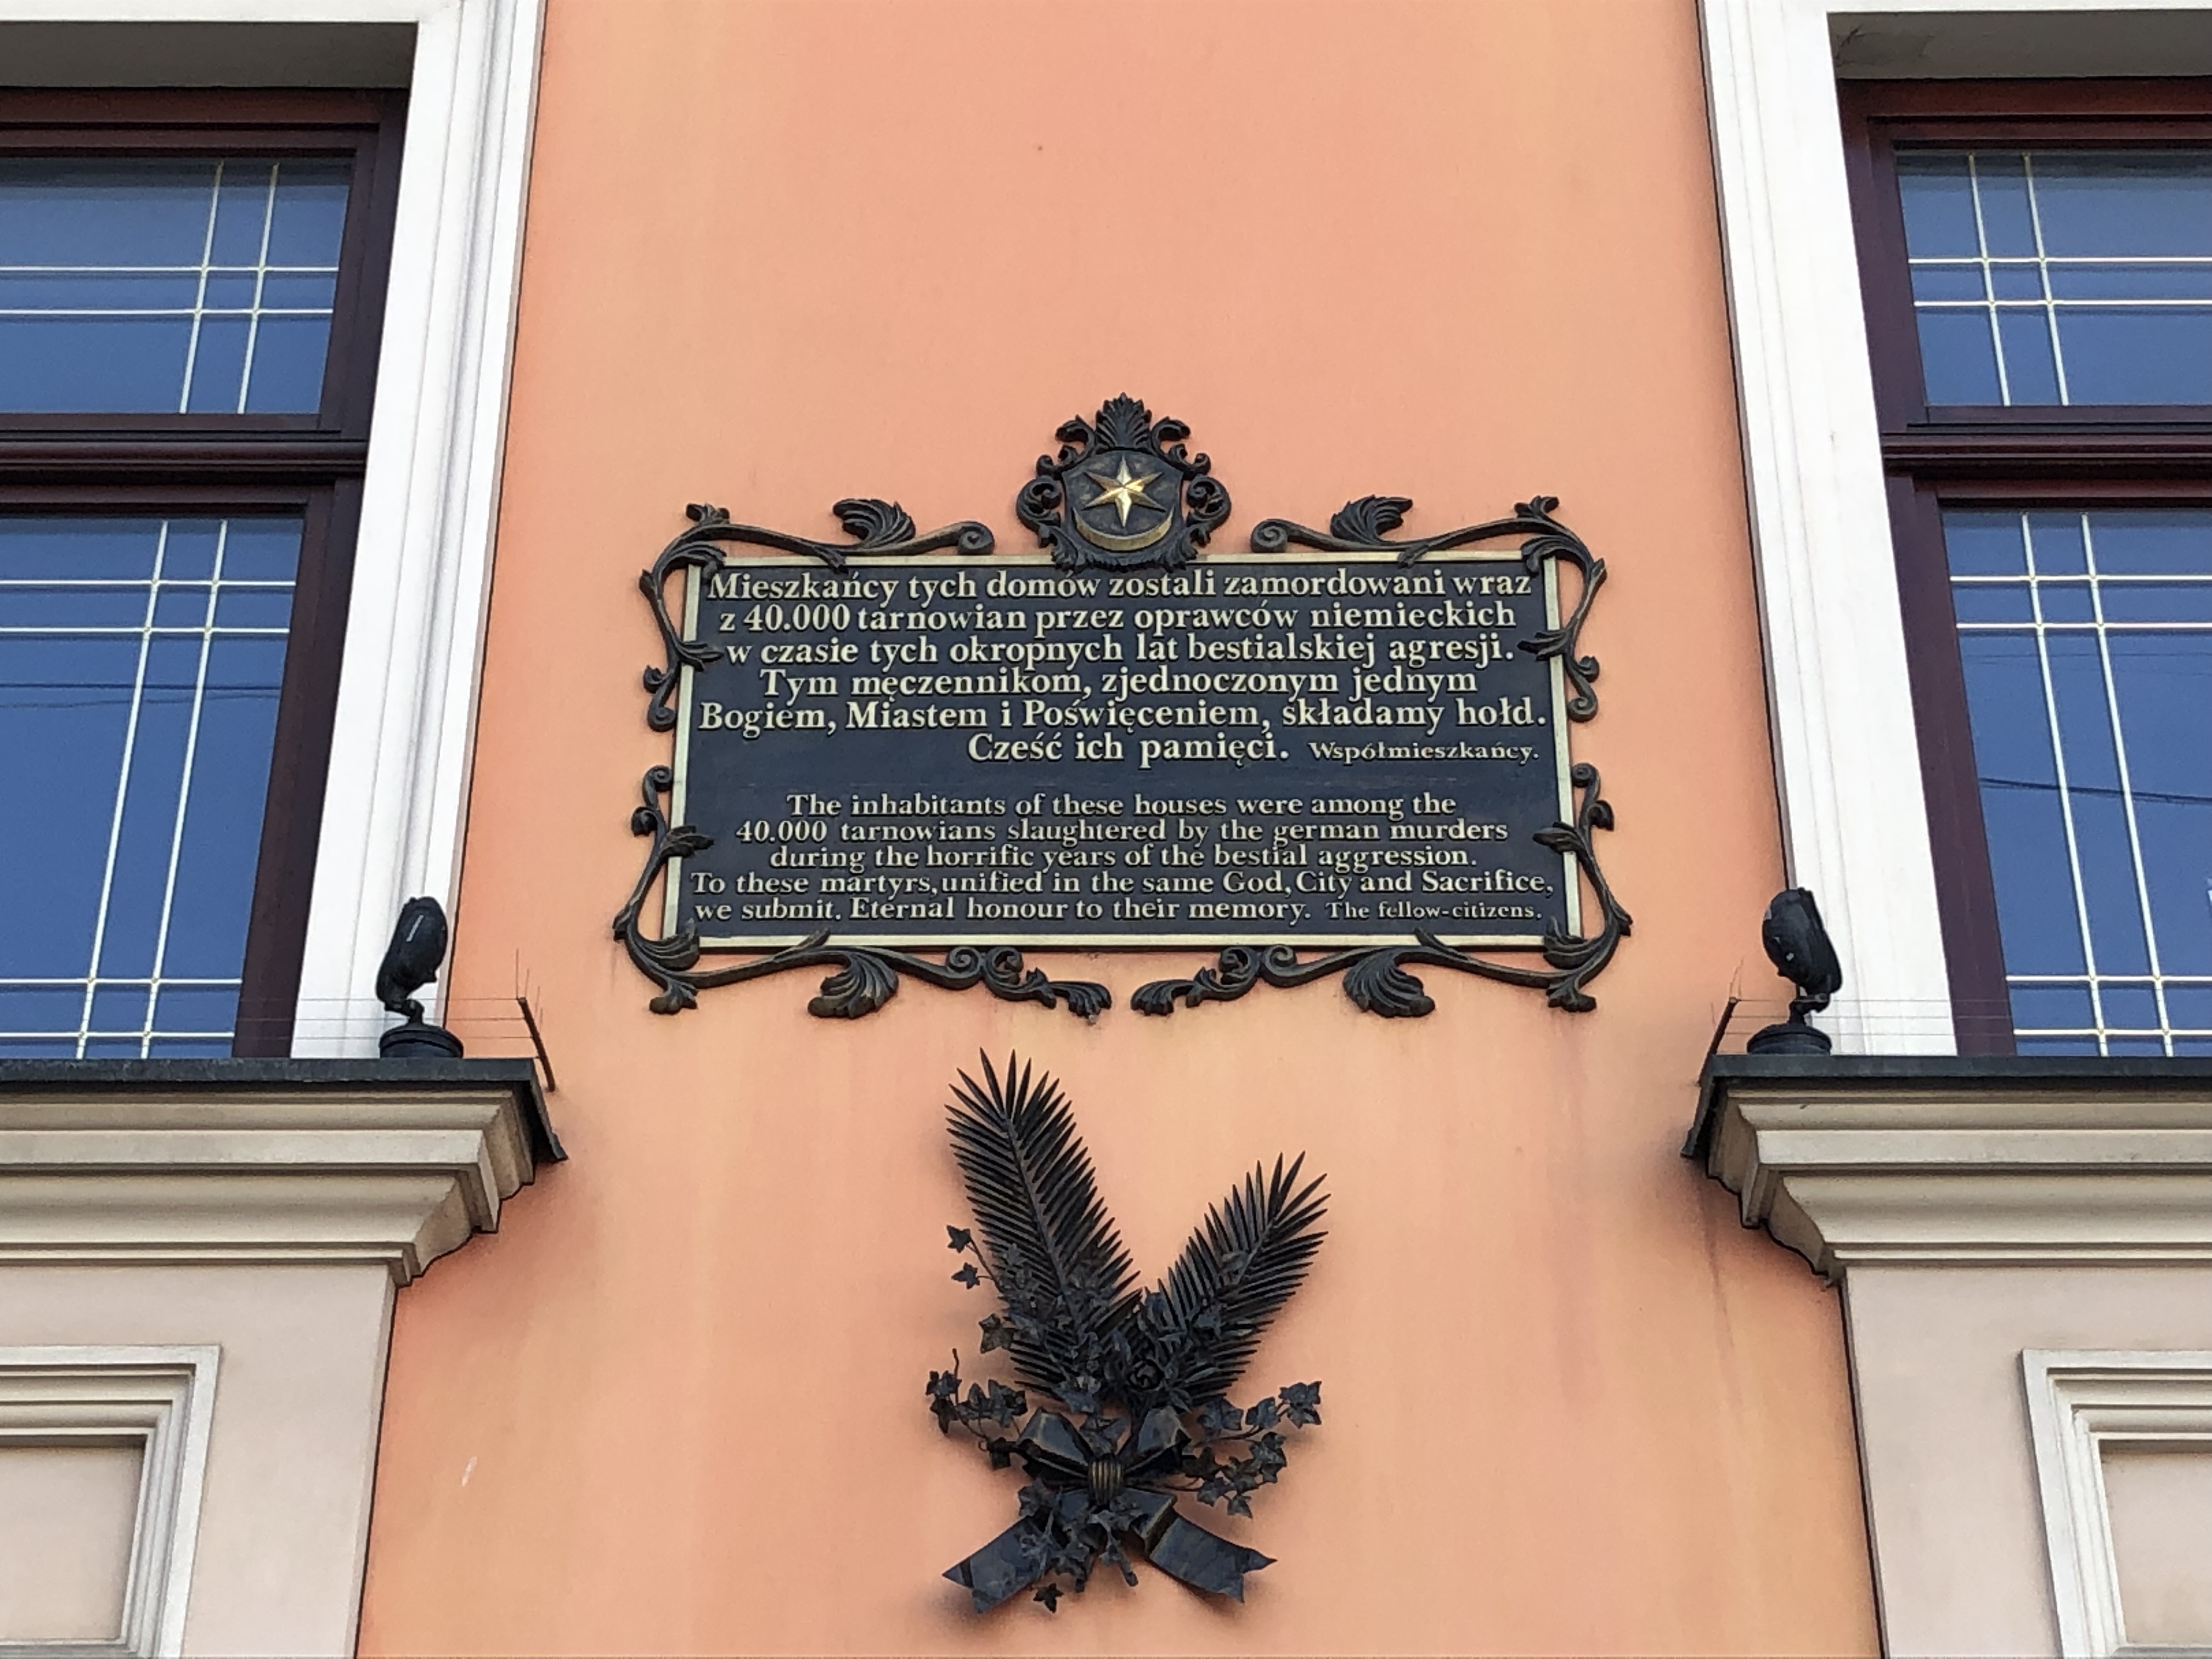 Mieszkańcy tych domów zostali zamordowani wraz
z 40.000 tarnowian przez oprawców niemieckich
w czasie tych okropnych lat bestialskiej agresji.
Tym męczennikom, zjednoczonym jednym
Bogiem, Miastem i Poświęceniem, składamy hołd.
Cześć ich pamięci. Współmieszkańcy.
The inhabitants of these houses were among the
40.000 tarnowians slaughtered by the german murders
during the horrific years of the bestial aggression.
To these martyrs, unified in the same God, City and Sacrifice,
we submit. Eternal honour to their memory. The fellow-citizens.